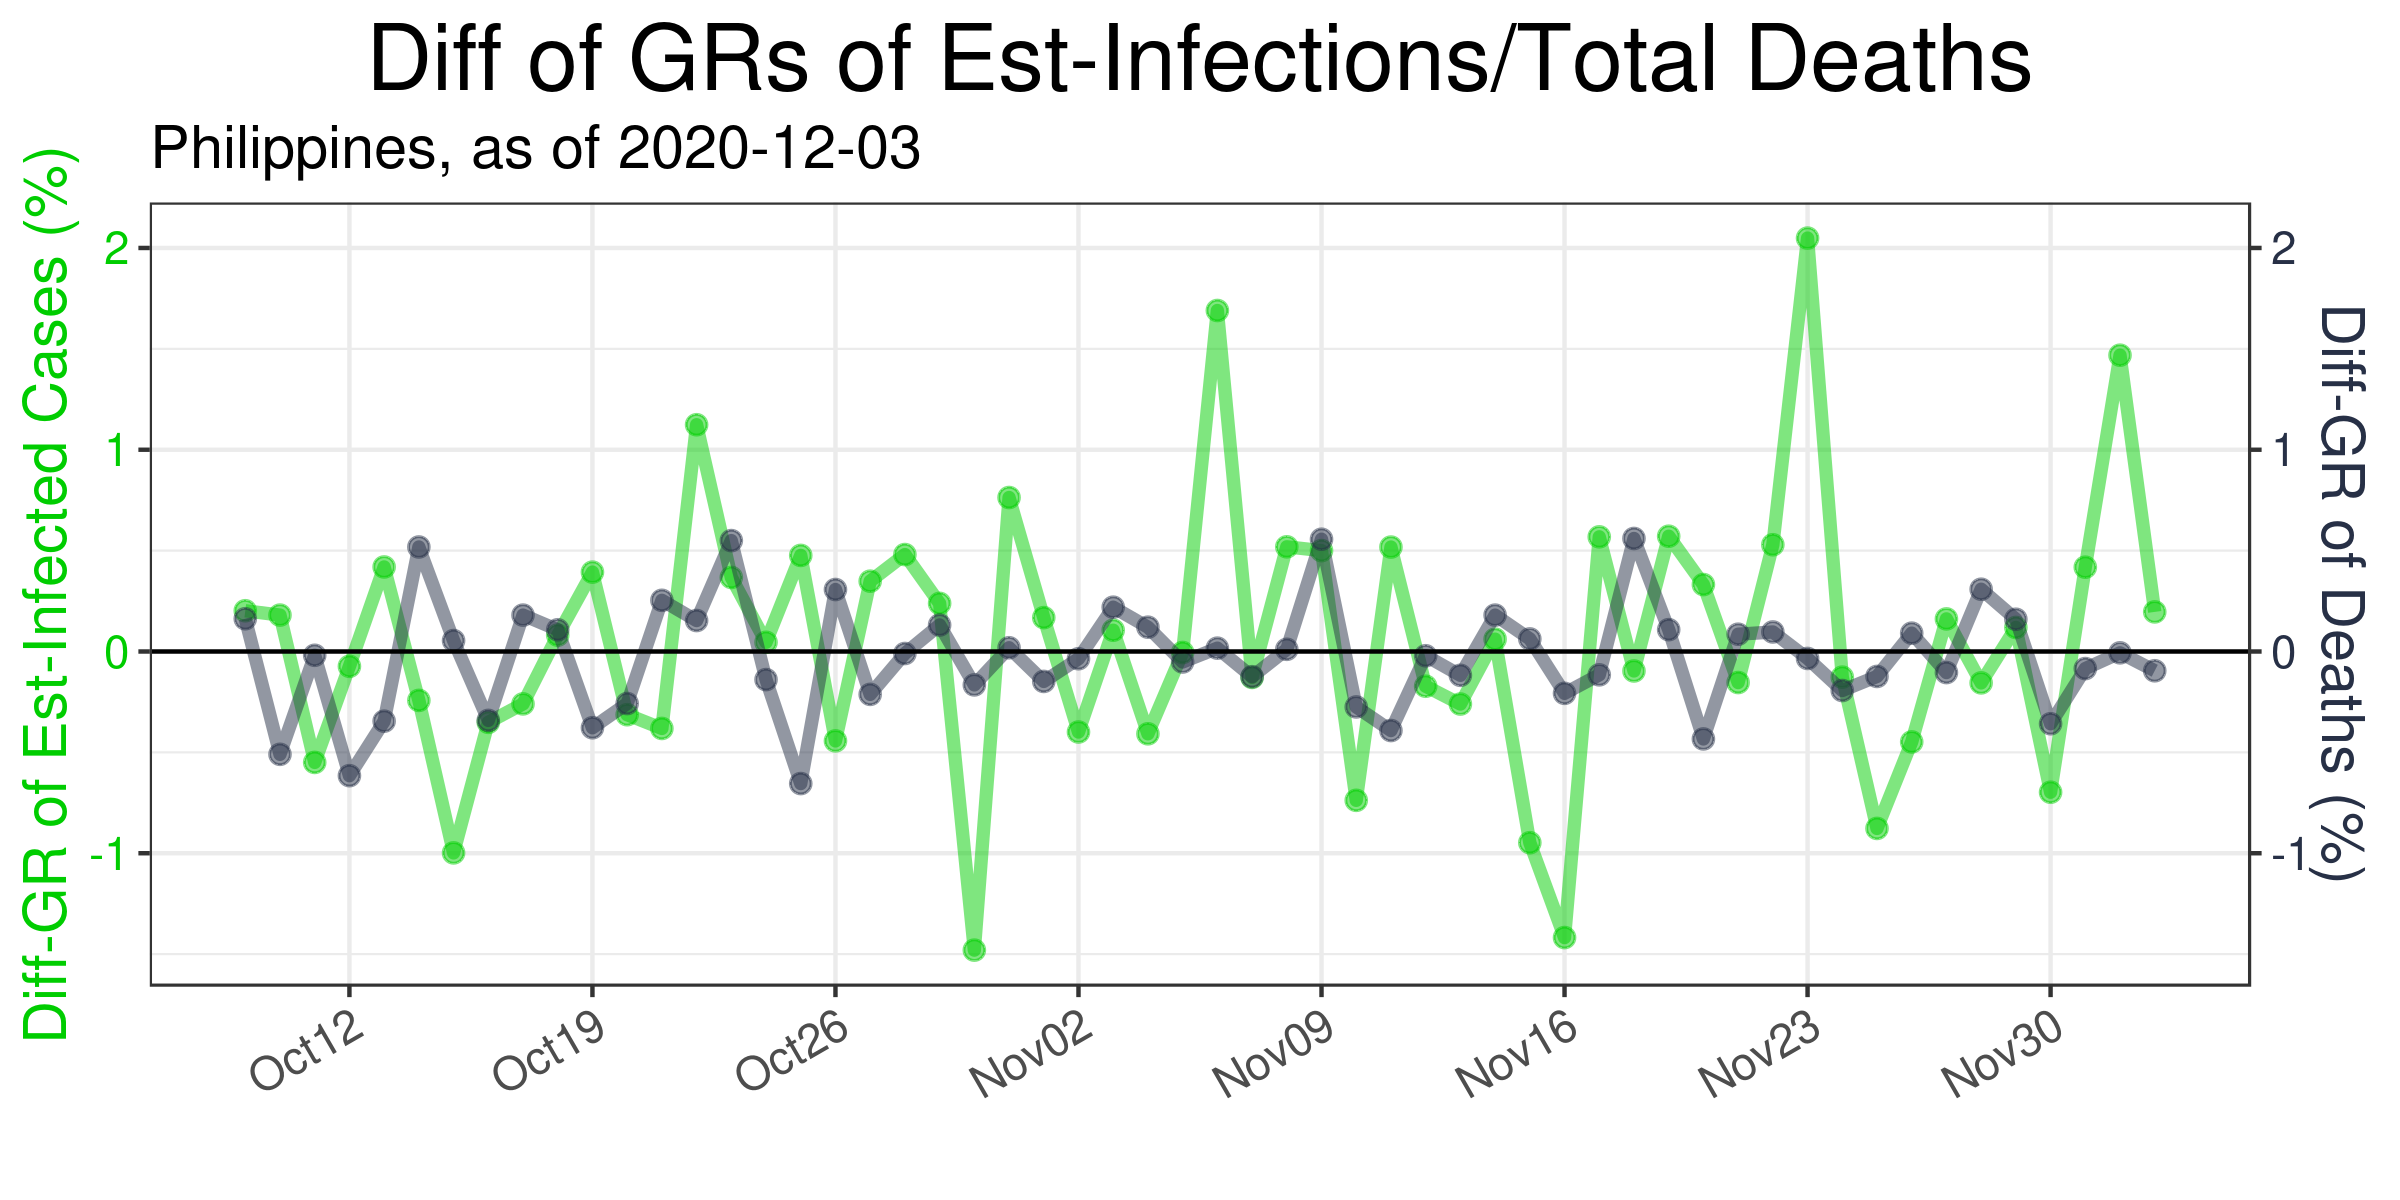 Diff of GRs of Est-Infections/Total Deaths
Philippines, as of 2020-12-03
Diff-GR of Est-Infected Cases (%)
2
1
0
-1
2
1
0
-1
Diff-GR of Deaths (%)
Oct12
Oct19
Oct26
Nov02
Nov09
Nov16
Nov23
Nov30